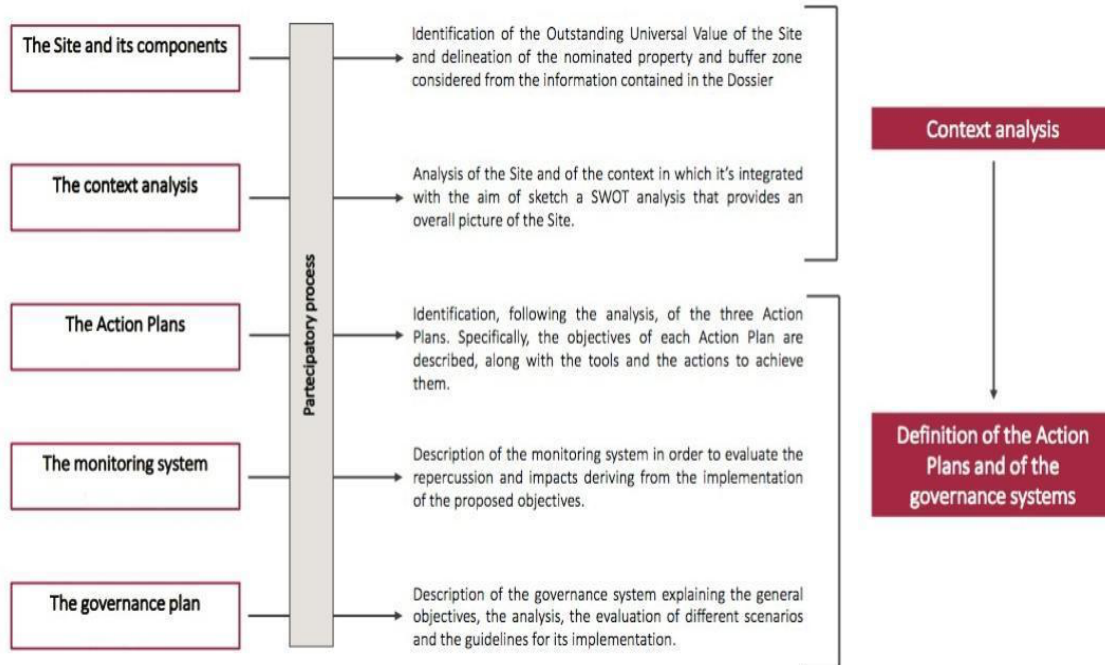 The Site and its components
Identification of the Outstanding Universal Value of the Site
and delineation of the nominated property and buffer zone
considered from the information contained in the Dossier
The context analysis
Analysis of the Site and of the context in which it's integrated
with the aim of sketch a SWOT analysis that provides an
overall picture of the Site.
The Action Plans
Identification, following the analysis, of the three Action
Plans. Specifically, the objectives of each Action Plan are
described, along with the tools and the actions to achieve
them.
The monitoring system
Description of the monitoring system in order to evaluate the
repercussion and impacts deriving from the implementation
of the proposed objectives.
The governance plan
Description of the governance system explaining the general
objectives, the analysis, the evaluation of different scenarios
and the guidelines for its implementation.
Partecipatory process
Context analysis
Definition of the Action
Plans and of the
governance systems